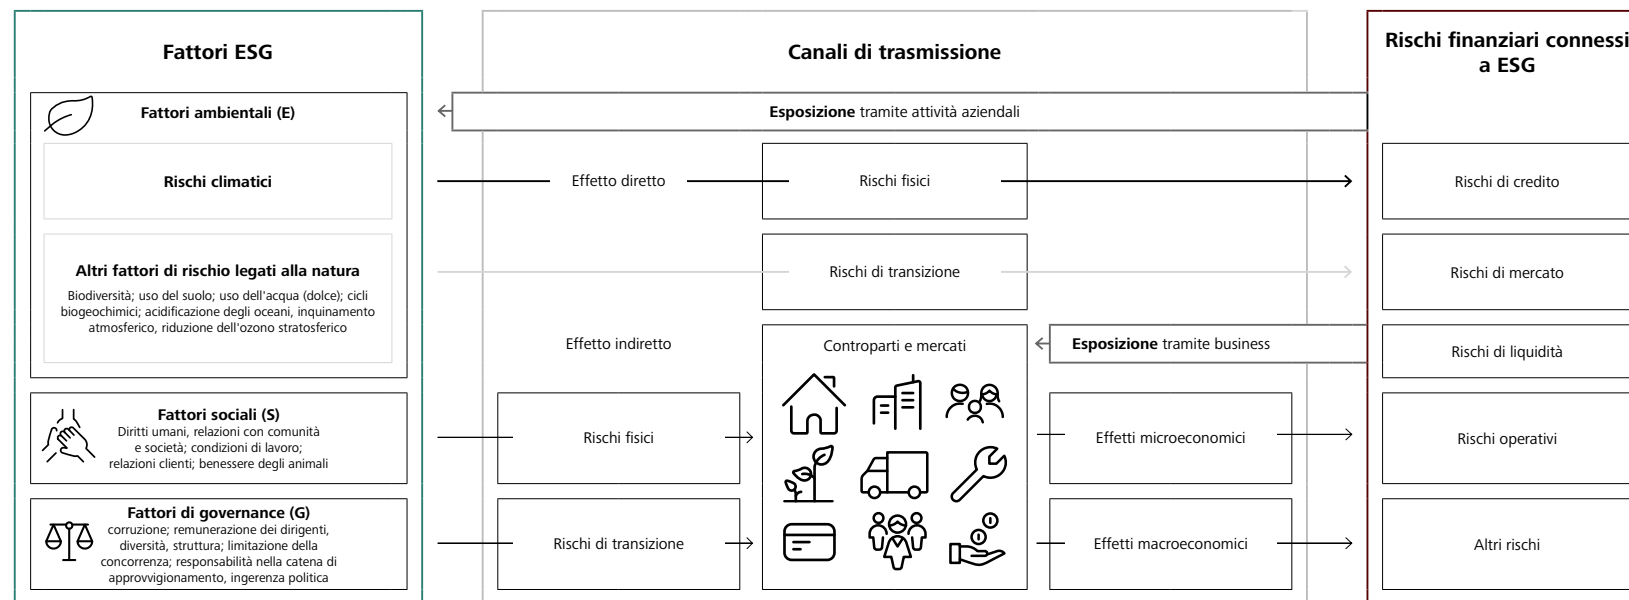 Fattori ESG
Fattori ambientali (E)
Rischi climatici
Altri fattori di rischio legati alla natura
Biodiversità; uso del suolo; uso dell'acqua (dolce); cicli
biogeochimici; acidificazione degli oceani, inquinamento
atmosferico, riduzione dell'ozono stratosferico
Fattori sociali (S)
Diritti umani, relazioni con comunità
e società; condizioni di lavoro;
relazioni clienti; benessere degli animali
Fattori di governance (G)
corruzione; remunerazione dei dirigenti,
diversità, struttura; limitazione della
concorrenza; responsabilità nella catena di
approvvigionamento, ingerenza politica
Canali di trasmissione
Esposizione tramite attività aziendali
Effetto diretto
Rischi fisici
Rischi di transizione
Effetto indiretto
Controparti e mercati
Esposizione tramite business
Rischi fisici
Effetti microeconomici
Rischi di transizione
Effetti macroeconomici
Rischi finanziari connessi
a ESG
Rischi di credito
Rischi di mercato
Rischi di liquidità
Rischi operativi
Altri rischi